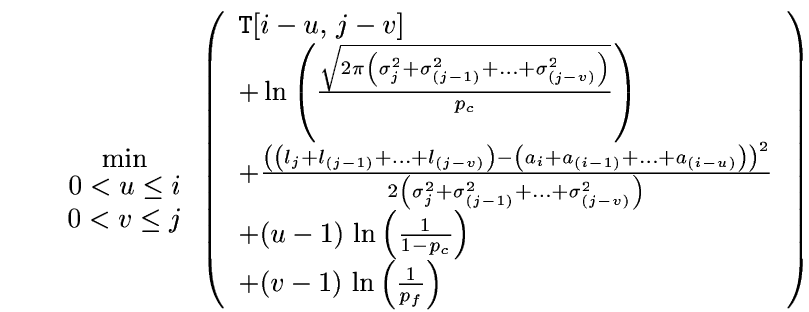 min
0 < u ≤ i
0 < v ≤ j
T[i − u, j − v]
+ ln ( √(2π(σ_j^2 + σ_{(j−1)}^2 + ... + σ_{(j−v)}^2)) / p_c )
+ ((l_j + l_{(j−1)} + ... + l_{(j−v)}) − (a_i + a_{(i−1)} + ... + a_{(i−u)}))^2 / 2(σ_j^2 + σ_{(j−1)}^2 + ... + σ_{(j−v)}^2)
+(u − 1) ln (1 / 1−p_c)
+(v − 1) ln (1 / p_f)